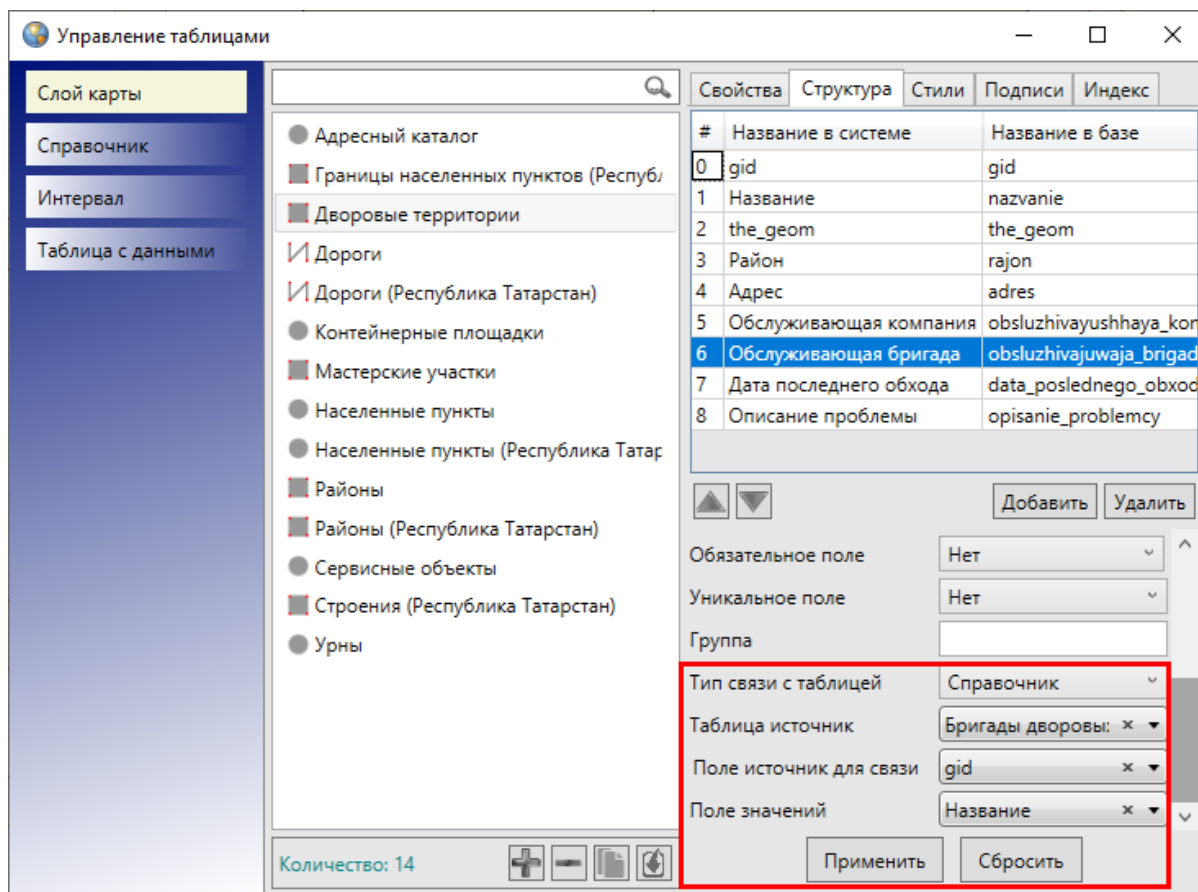 Управление таблицами
Слой карты
Справочник
Интервал
Таблица с данными
Адресный каталог
Границы населенных пунктов (Респуб
Дворовые территории
Дороги
Дороги (Республика Татарстан)
Контейнерные площадки
Мастерские участки
Населенные пункты
Населенные пункты (Республика Татар
Районы
Районы (Республика Татарстан)
Сервисные объекты
Строения (Республика Татарстан)
Урны
Количество: 14
Свойства Структура Стили Подписи Индекс
# Название в системе Название в базе
0 gid gid
1 Название nazvanie
2 the_geom the_geom
3 Район rajon
4 Адрес adres
5 Обслуживающая компания obsluzhivayushhaya_kon
6 Обслуживающая бригада obsluzhivajuwaja_brigad
7 Дата последнего обхода data_poslednego_obxod
8 Описание проблемы opisanie_problemcy
Добавить Удалить
Обязательное поле Нет
Уникальное поле Нет
Группа
Тип связи с таблицей Справочник
Таблица источник Бригады дворовы:
Поле источник для связи gid
Поле значений Название
Применить Сбросить